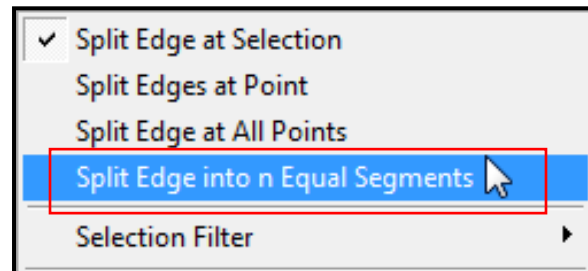 Split Edge at Selection
Split Edges at Point
Split Edge at All Points
Split Edge into n Equal Segments
Selection Filter